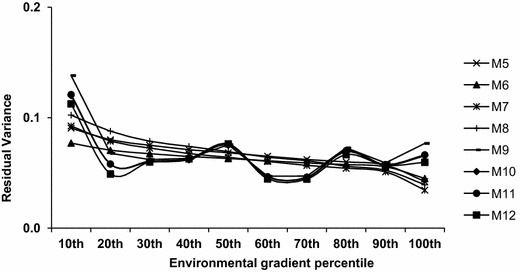 0.2
M5
M6
M7
0.1
M8
M9
M10
M11
M12
0.0
10th 20th 30th 40th 50th 60th 70th 80th 90th 100th
Environmental gradient percentile
Residual Variance